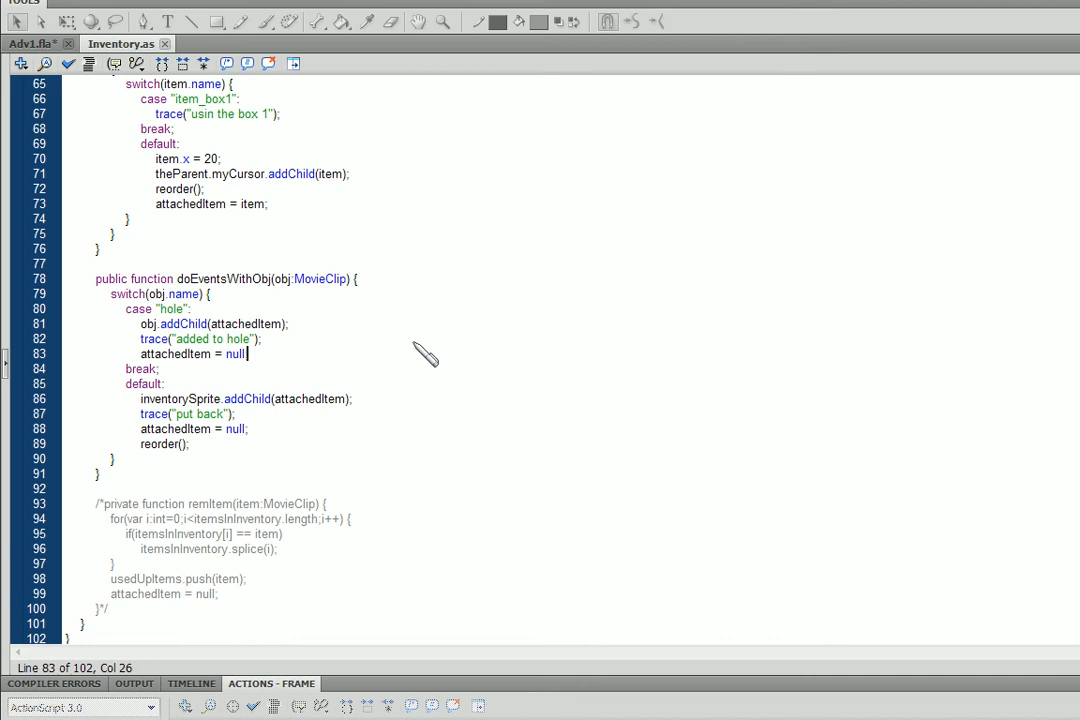 TOOLS
Adv1.fla* Inventory.as
65 switch(item.name) {
66 case "item_box1":
67 trace("usin the box 1");
68 break;
69 default:
70 item.x = 20;
71 theParent.myCursor.addChild(item);
72 reorder();
73 attachedItem = item;
74 }
75 }
76 }
77
78 public function doEventsWithObj(obj:MovieClip) {
79 switch(obj.name) {
80 case "hole":
81 obj.addChild(attachedItem);
82 trace("added to hole");
83 attachedItem = null
84 break;
85 default:
86 inventorySprite.addChild(attachedItem);
87 trace("put back");
88 attachedItem = null;
89 reorder();
90 }
91 }
92
93 /*private function remItem(item:MovieClip) {
94 for(var i:int=0;i<itemsInInventory.length;i++) {
95 if(itemsInInventory[i] == item)
96 itemsInInventory.splice(i);
97 }
98 usedUpItems.push(item);
99 attachedItem = null;
100 }*/
101 }
102 }
Line 83 of 102, Col 26
COMPILER ERRORS OUTPUT TIMELINE ACTIONS - FRAME
ActionScript 3.0